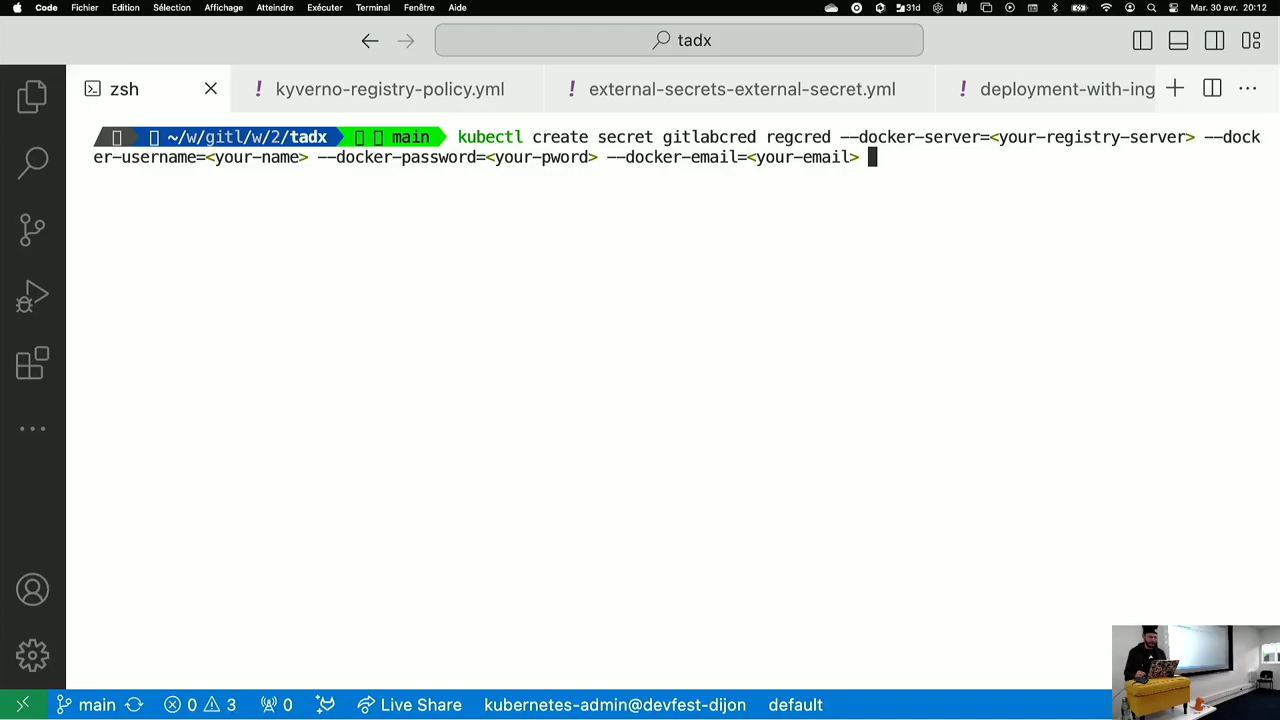 Code Fichier Edition Sélection Affichage Atteindre Exécuter Terminal Fenêtre Aide 31d Mar. 30 avr. 20:12
tadx
zsh ! kyverno-registry-policy.yml ! external-secrets-external-secret.yml ! deployment-with-ing
~/w/gitl/w/2/tadx main kubectl create secret gitlabcred regcred --docker-server=<your-registry-server> --dock
er-username=<your-name> --docker-password=<your-pword> --docker-email=<your-email>
main 0 3 0 Live Share kubernetes-admin@devfest-dijon default